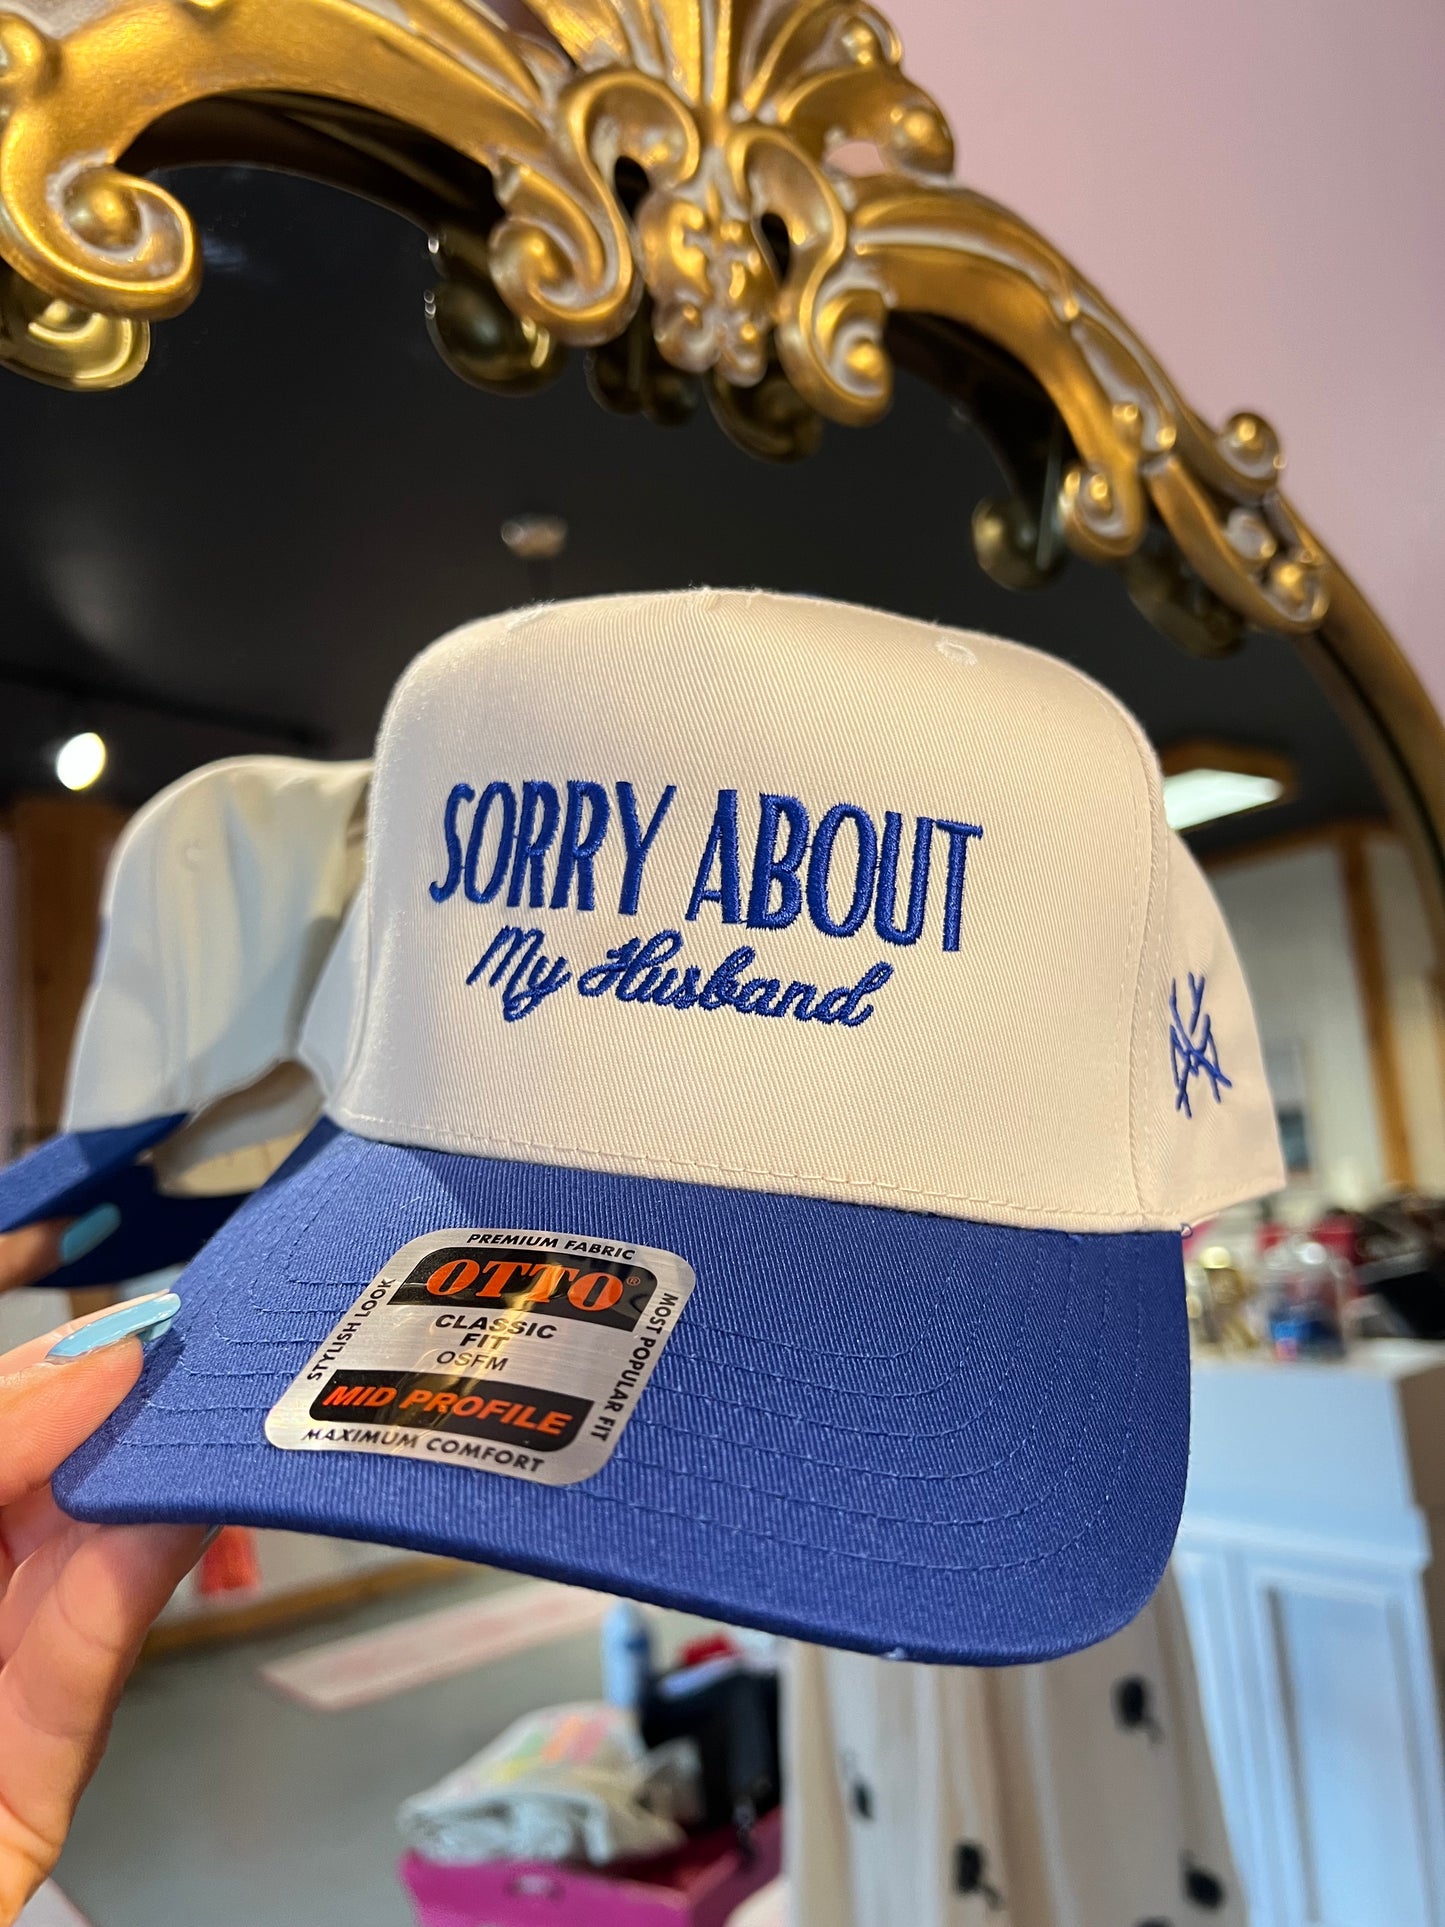 SORRY ABOUT
My Husband
PREMIUM FABRIC
OTTO®
CLASSIC
FIT
OSFM
MID PROFILE
MAXIMUM COMFORT
STYLISH LOOK
MOST POPULAR FIT